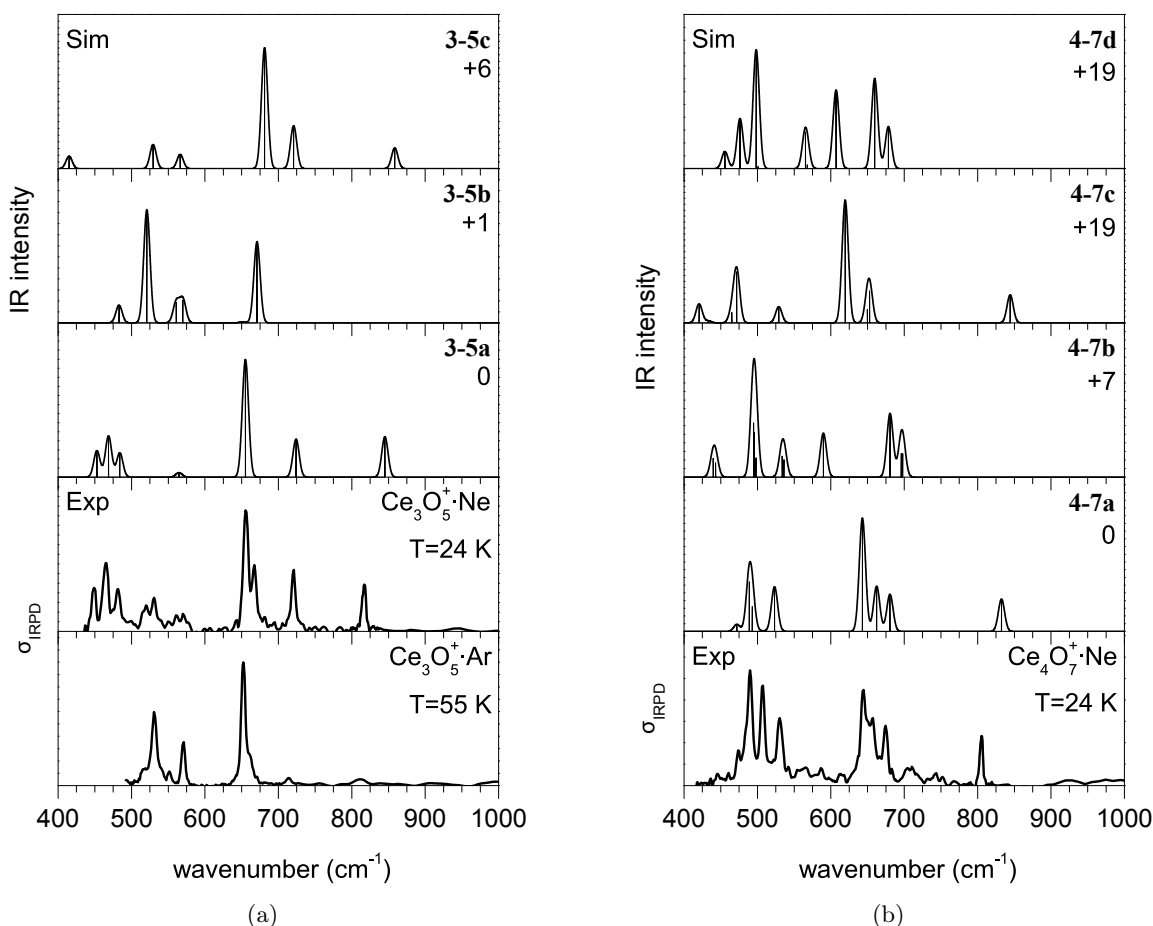 Sim
3-5c
+6
3-5b
+1
3-5a
0
Exp
Ce₃O₅⁺·Ne
T=24 K
Ce₃O₅⁺·Ar
T=55 K
IR intensity
σIRPD
400 500 600 700 800 900 1000
wavenumber (cm⁻¹)
(a)
Sim
4-7d
+19
4-7c
+19
4-7b
+7
4-7a
0
Exp
Ce₄O₇⁺·Ne
T=24 K
IR intensity
σIRPD
400 500 600 700 800 900 1000
wavenumber (cm⁻¹)
(b)